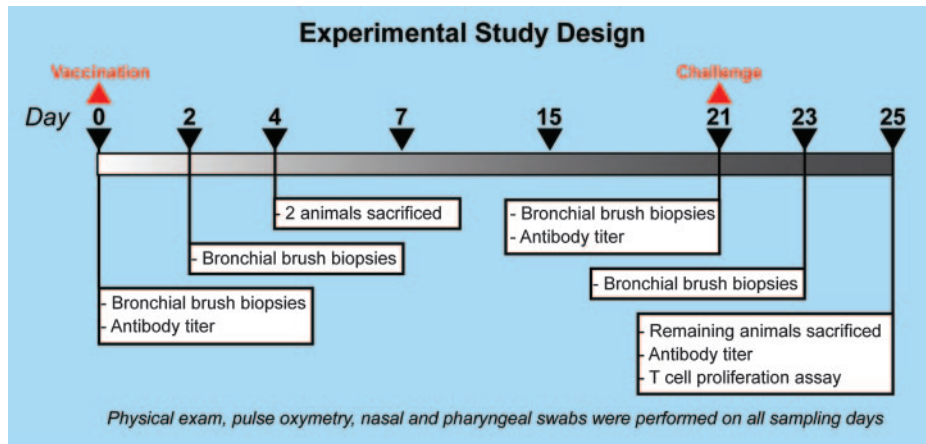 Experimental Study Design
Vaccination Challenge
Day 0 2 4 7 15 21 23 25
- 2 animals sacrificed
- Bronchial brush biopsies
- Antibody titer
- Bronchial brush biopsies
- Bronchial brush biopsies
- Bronchial brush biopsies
- Antibody titer
- Remaining animals sacrificed
- Antibody titer
- T cell proliferation assay
Physical exam, pulse oxymetry, nasal and pharyngeal swabs were performed on all sampling days